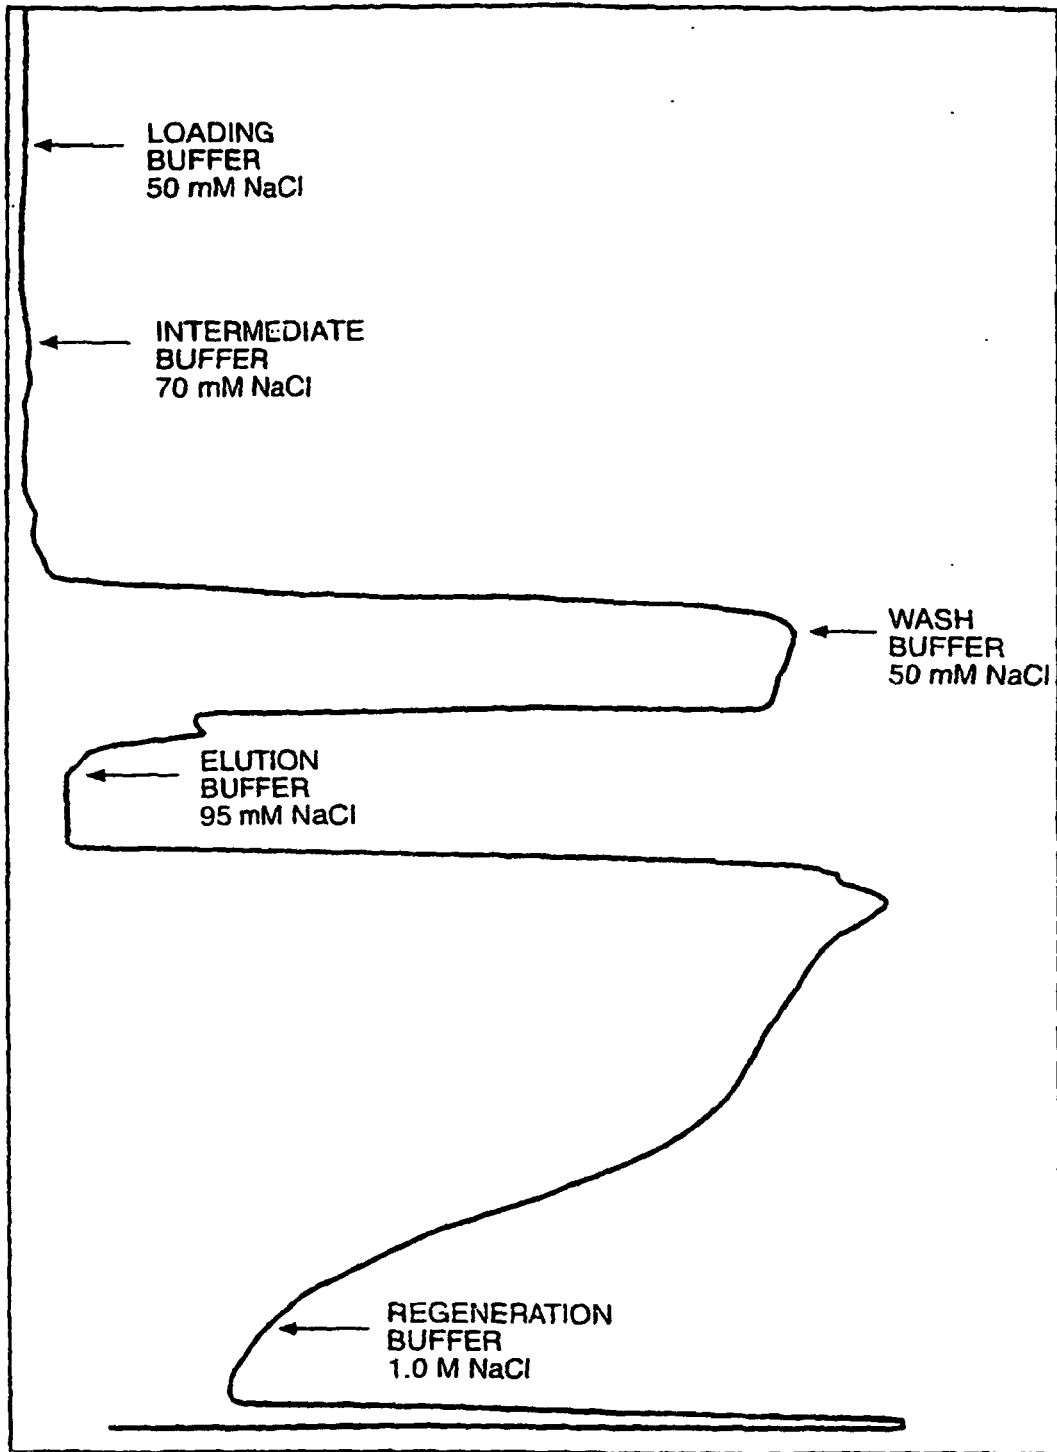 LOADING
BUFFER
50 mM NaCl
INTERMEDIATE
BUFFER
70 mM NaCl
WASH
BUFFER
50 mM NaCl
ELUTION
BUFFER
95 mM NaCl
REGENERATION
BUFFER
1.0 M NaCl